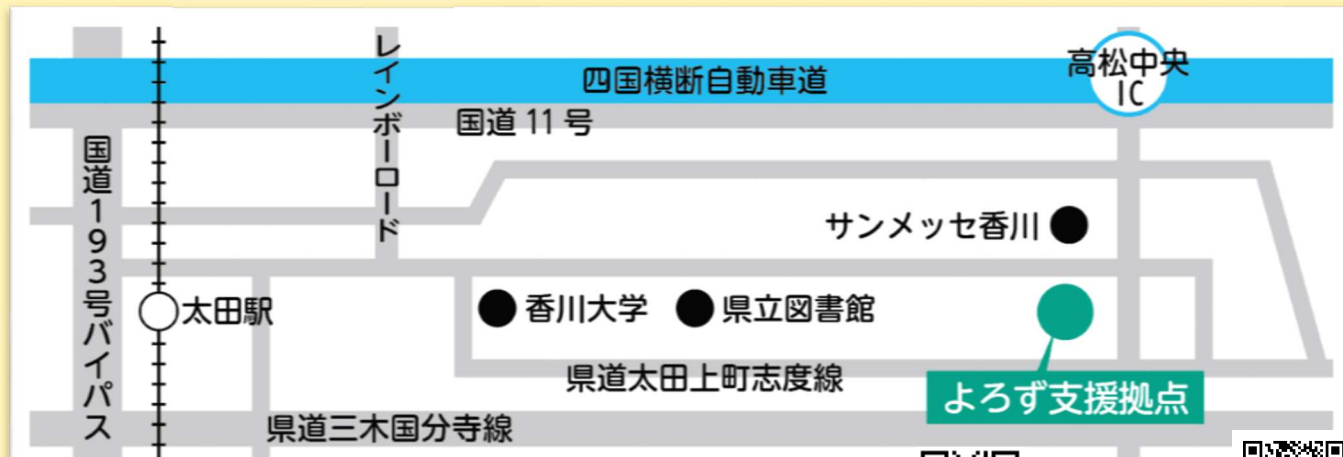 レインボーロード
四国横断自動車道
高松中央
IC
国道11号
国道193号バイパス
サンメッセ香川
太田駅
香川大学
県立図書館
県道太田上町志度線
よろず支援拠点
県道三木国分寺線